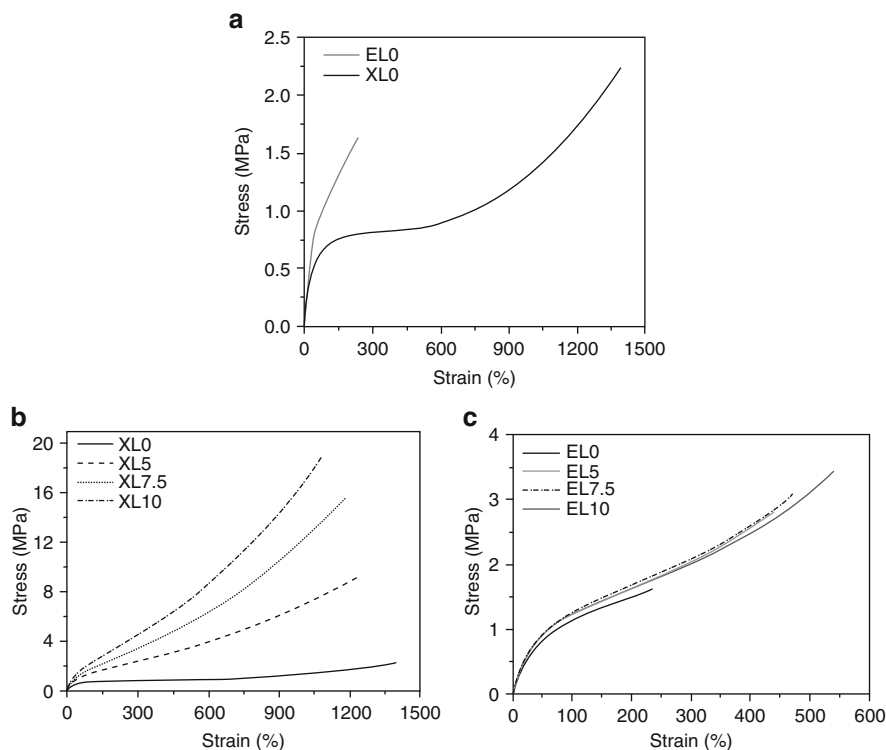 a
2.5
2.0
1.5
1.0
0.5
0.0
Stress (MPa)
EL0
XL0
0 300 600 900 1200 1500
Strain (%)
b
20
16
12
8
4
0
Stress (MPa)
XL0
XL5
XL7.5
XL10
0 300 600 900 1200 1500
Strain (%)
c
4
3
2
1
0
Stress (MPa)
EL0
EL5
EL7.5
EL10
0 100 200 300 400 500 600
Strain (%)